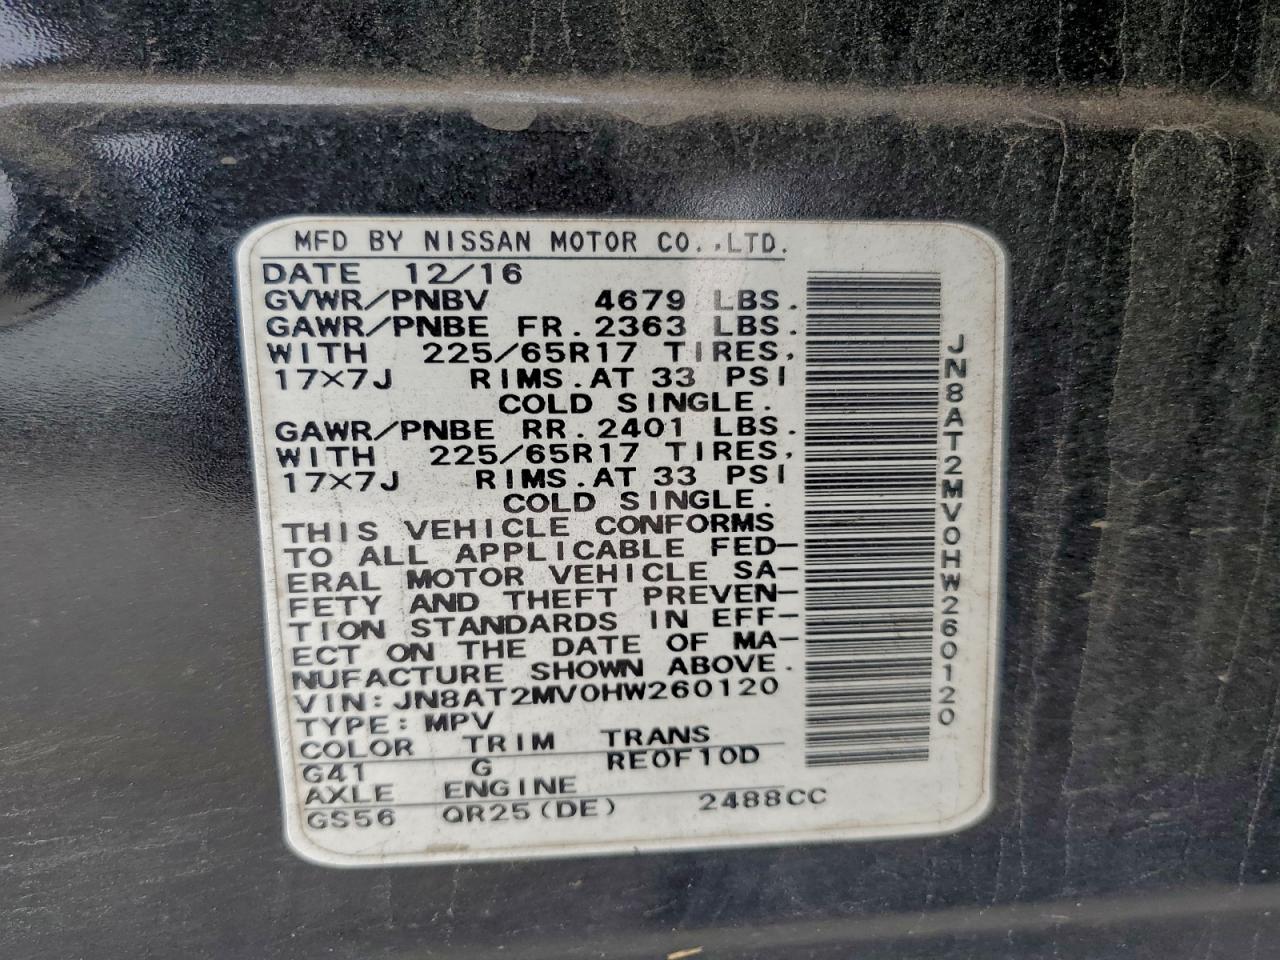 MFD BY NISSAN MOTOR CO.,LTD.
DATE 12/16
GVWR/PNBV 4679 LBS.
GAWR/PNBE FR. 2363 LBS.
WITH 225/65R17 TIRES,
17×7J RIMS.AT 33 PSI
COLD SINGLE.
GAWR/PNBE RR. 2401 LBS.
WITH 225/65R17 TIRES,
17×7J RIMS.AT 33 PSI
COLD SINGLE.
THIS VEHICLE CONFORMS
TO ALL APPLICABLE FED-
ERAL MOTOR VEHICLE SA-
FETY AND THEFT PREVEN-
TION STANDARDS IN EFF-
ECT ON THE DATE OF MA-
NUFACTURE SHOWN ABOVE.
VIN:JN8AT2MV0HW260120
TYPE:MPV
COLOR TRIM TRANS
G41 G RE0F10D
AXLE ENGINE
GS56 QR25(DE) 2488CC
JN8AT2MV0HW260120